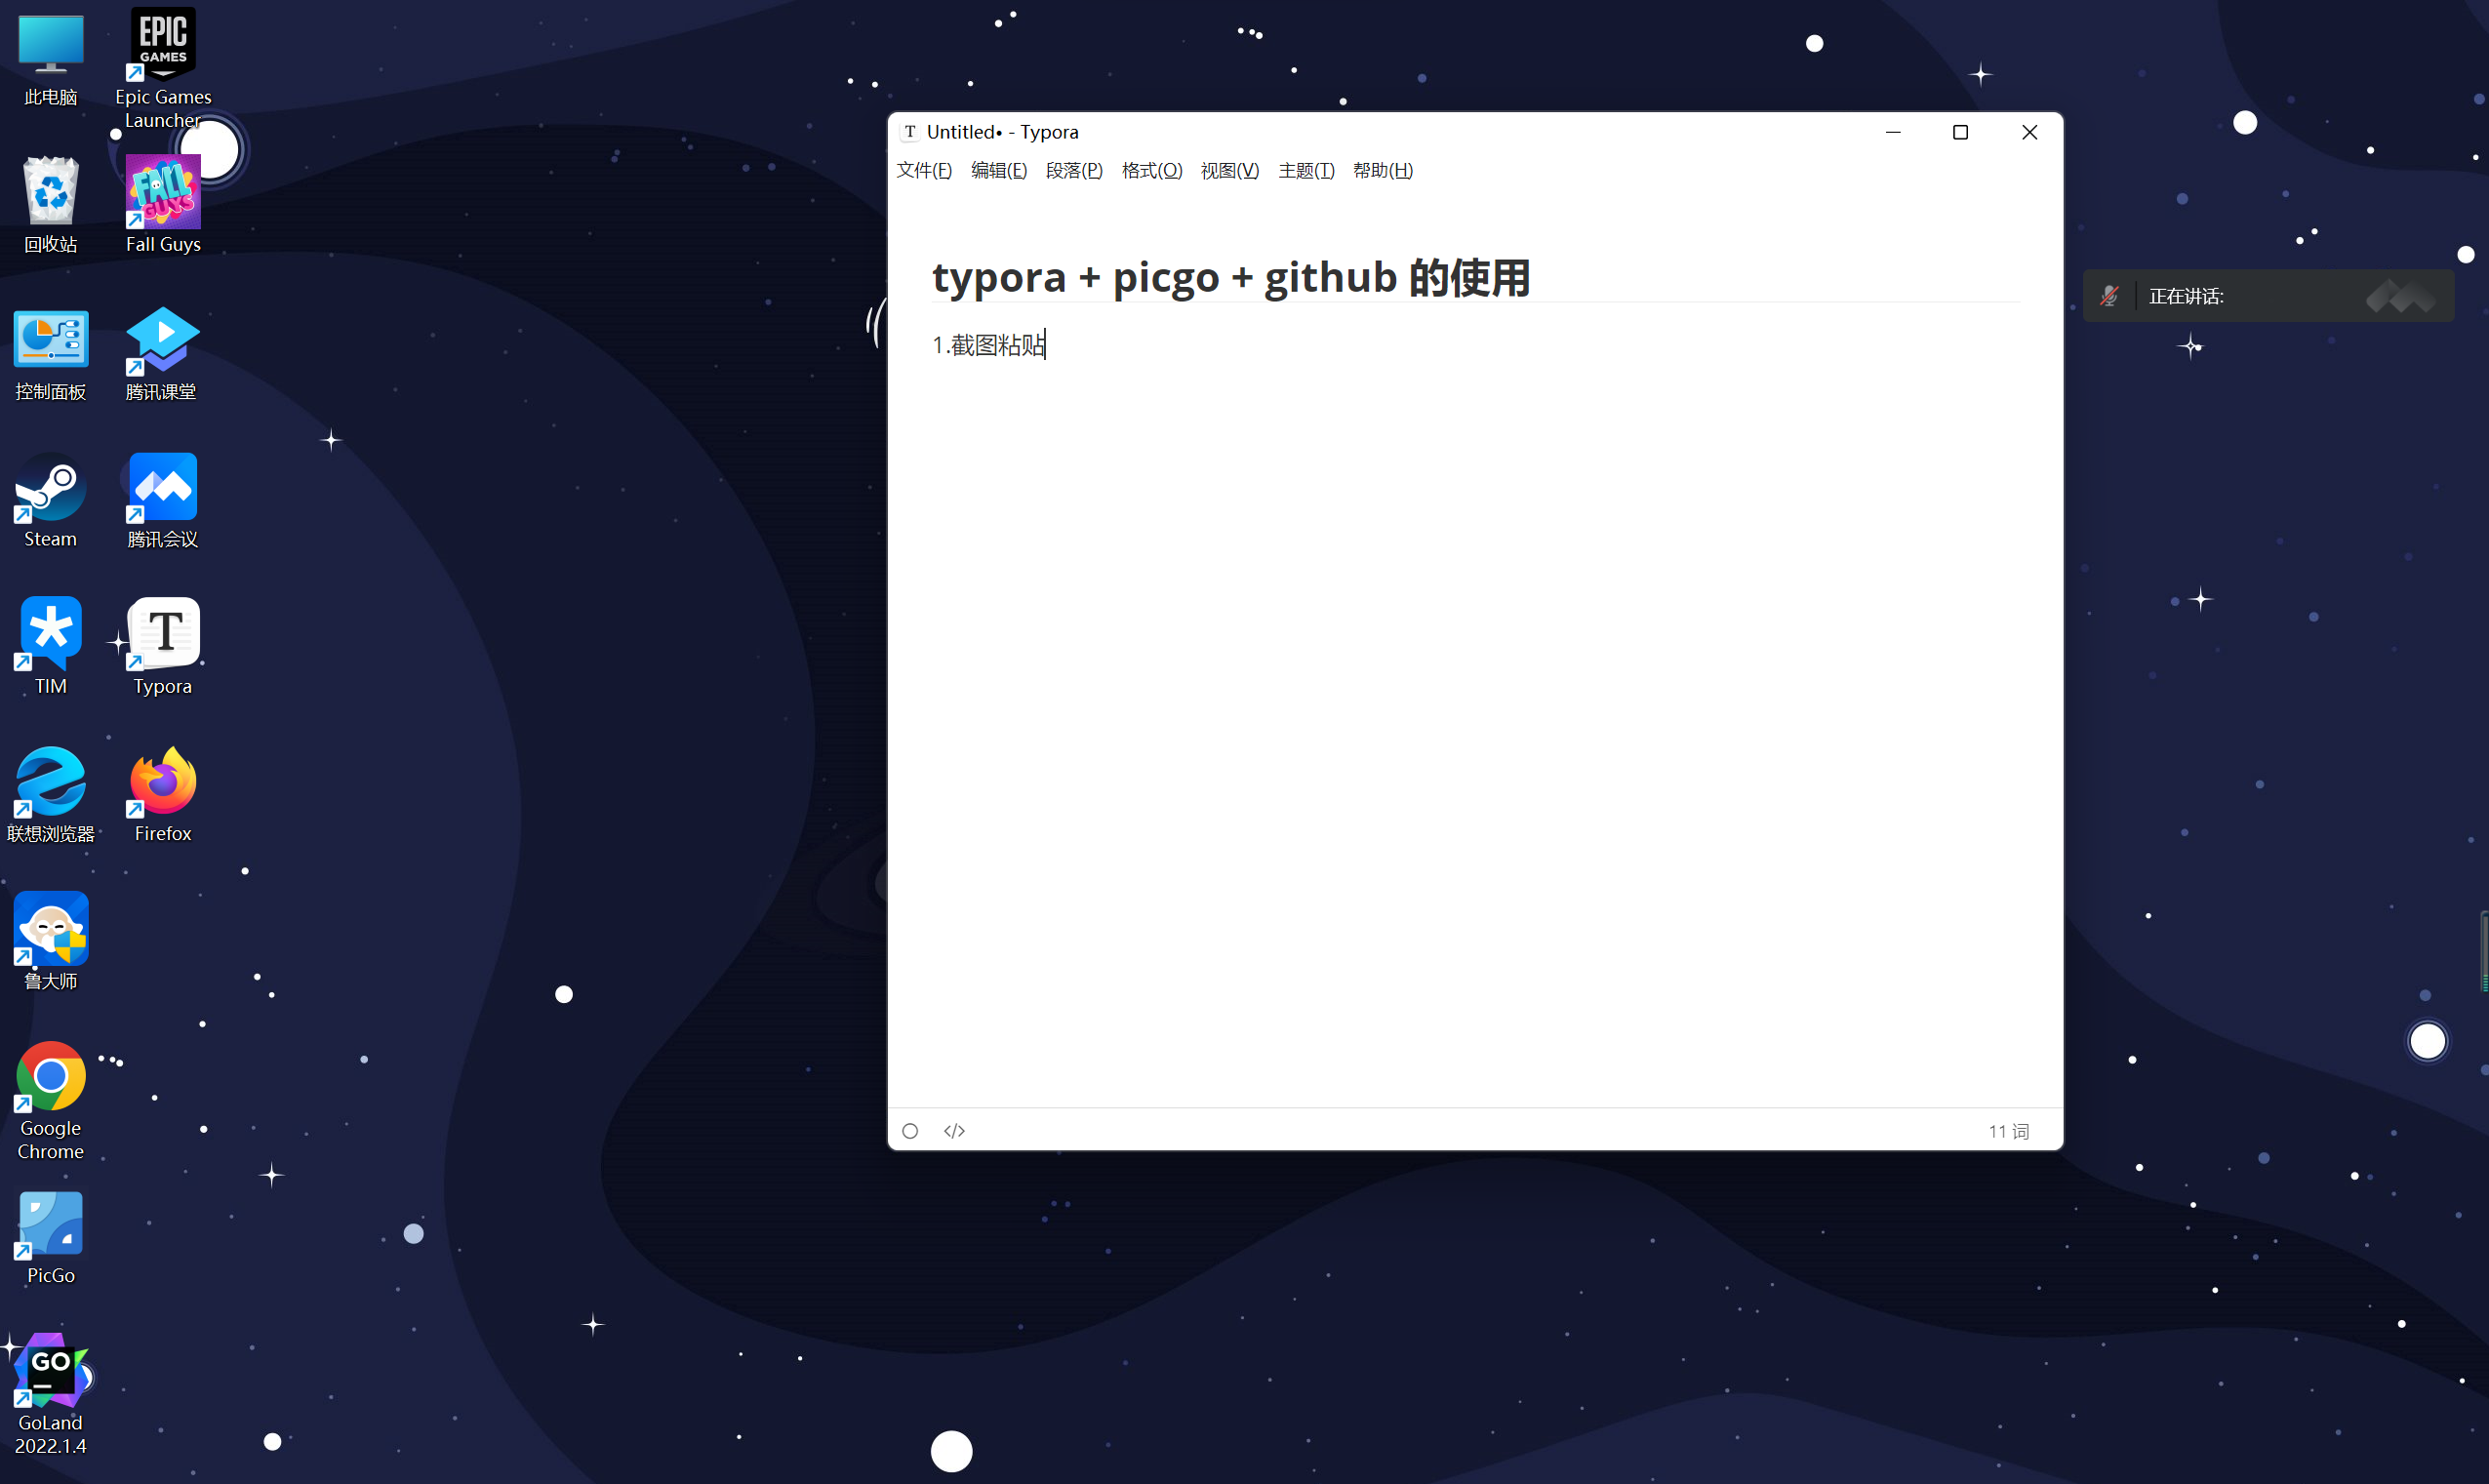 此电脑
EPIC
GAMES
Epic Games
Launcher
回收站
FALL
GUYS
Fall Guys
控制面板
腾讯课堂
Steam
腾讯会议
TIM
T
Typora
联想浏览器
Firefox
鲁大师
Google
Chrome
PicGo
GO
GoLand
2022.1.4
T Untitled• - Typora
文件(F) 编辑(E) 段落(P) 格式(O) 视图(V) 主题(T) 帮助(H)
typora + picgo + github 的使用
1.截图粘贴
</> 11 词
正在讲话: